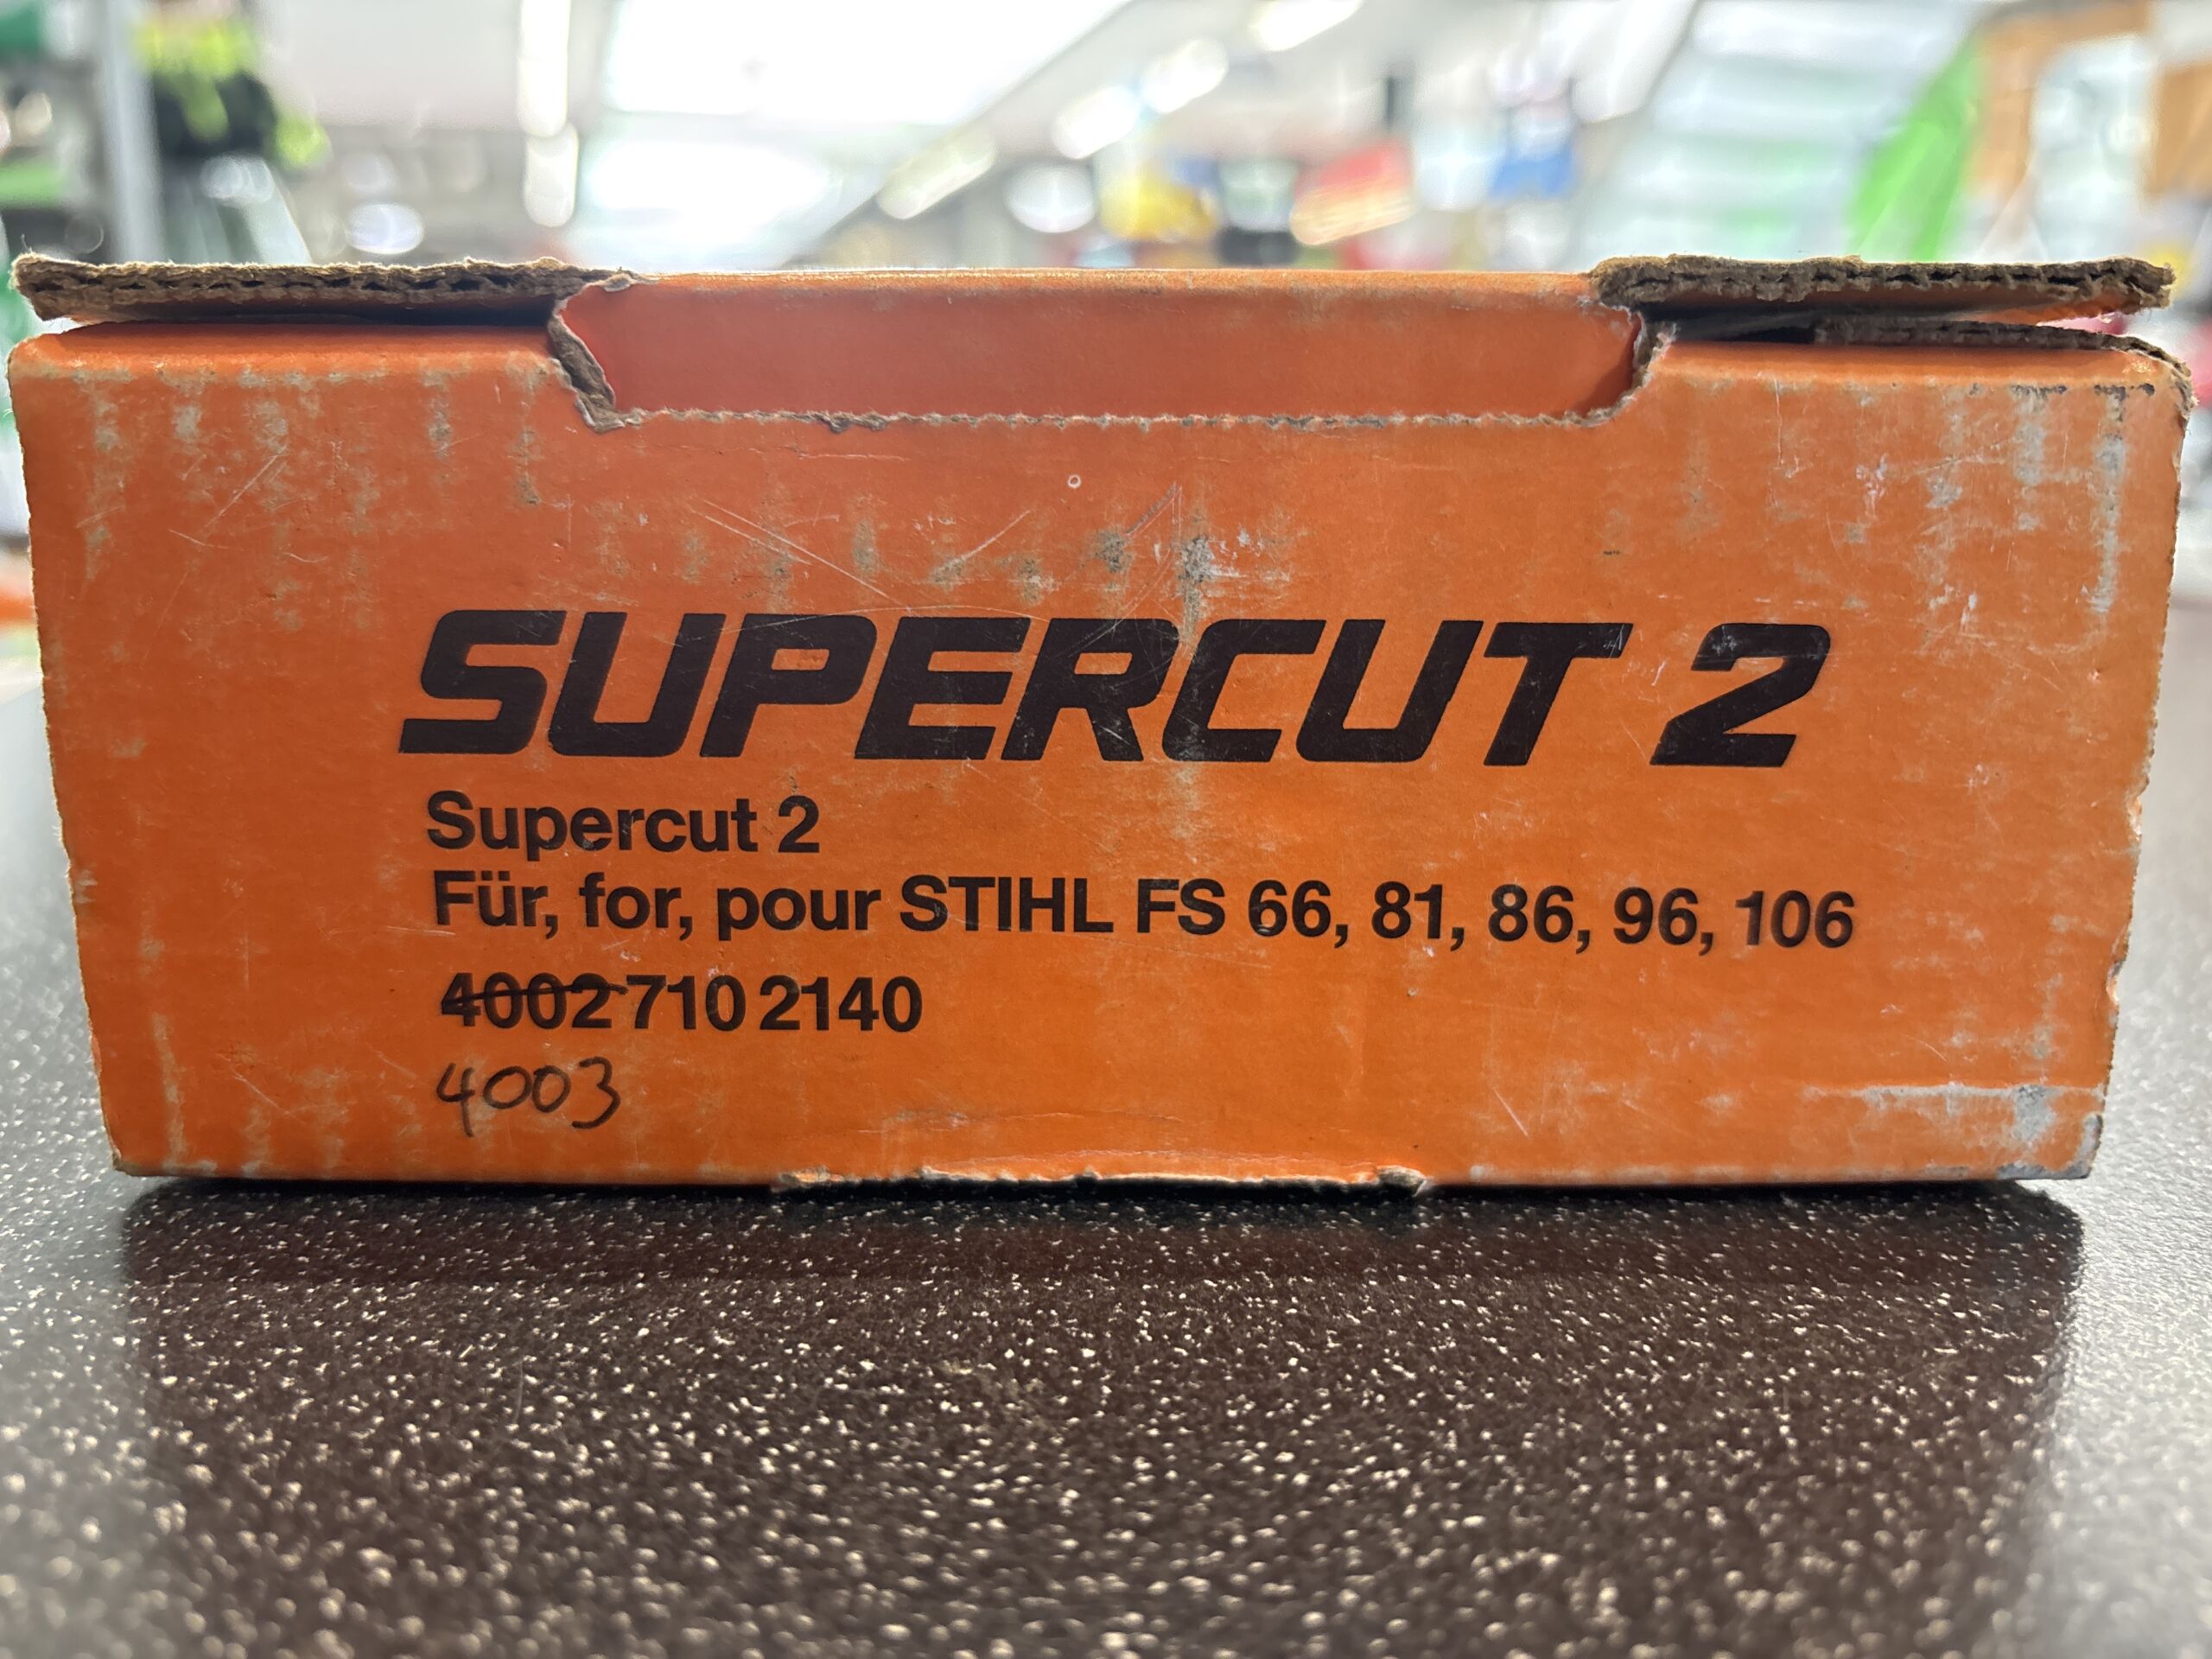 SUPERCUT 2
Supercut 2
Für, for, pour STIHL FS 66, 81, 86, 96, 106
4002 710 2140
4003